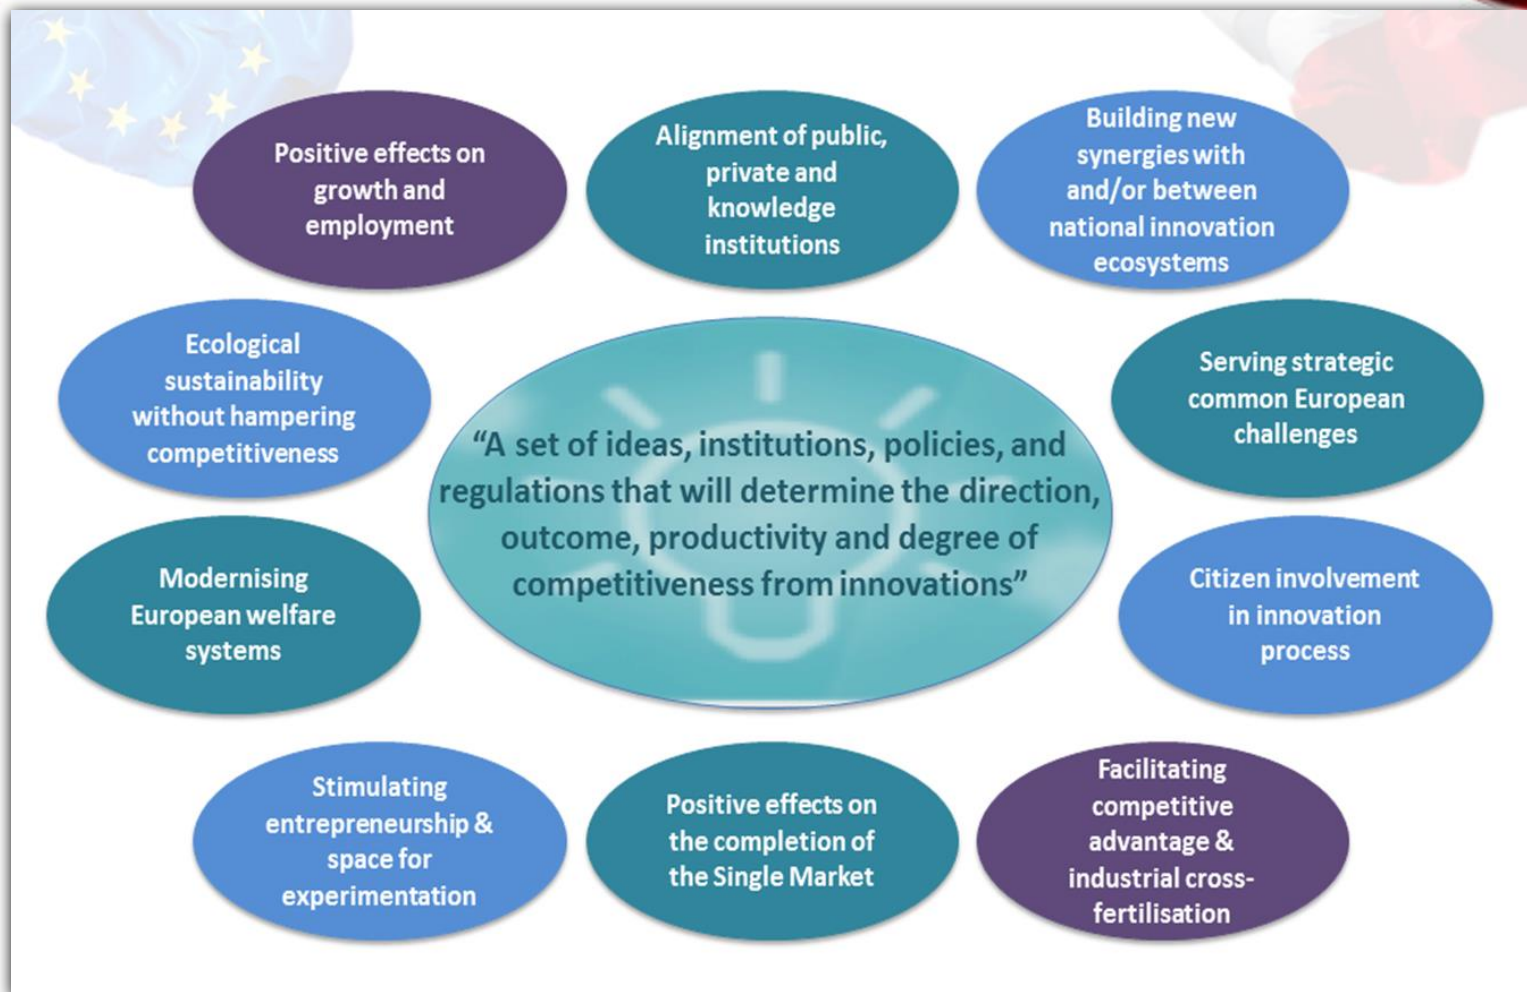 Positive effects on
growth and
employment
Alignment of public,
private and
knowledge
institutions
Building new
synergies with
and/or between
national innovation
ecosystems
Ecological
sustainability
without hampering
competitiveness
“A set of ideas, institutions, policies, and
regulations that will determine the direction,
outcome, productivity and degree of
competitiveness from innovations”
Serving strategic
common European
challenges
Modernising
European welfare
systems
Citizen involvement
in innovation
process
Stimulating
entrepreneurship &
space for
experimentation
Positive effects on
the completion of
the Single Market
Facilitating
competitive
advantage &
industrial cross-
fertilisation